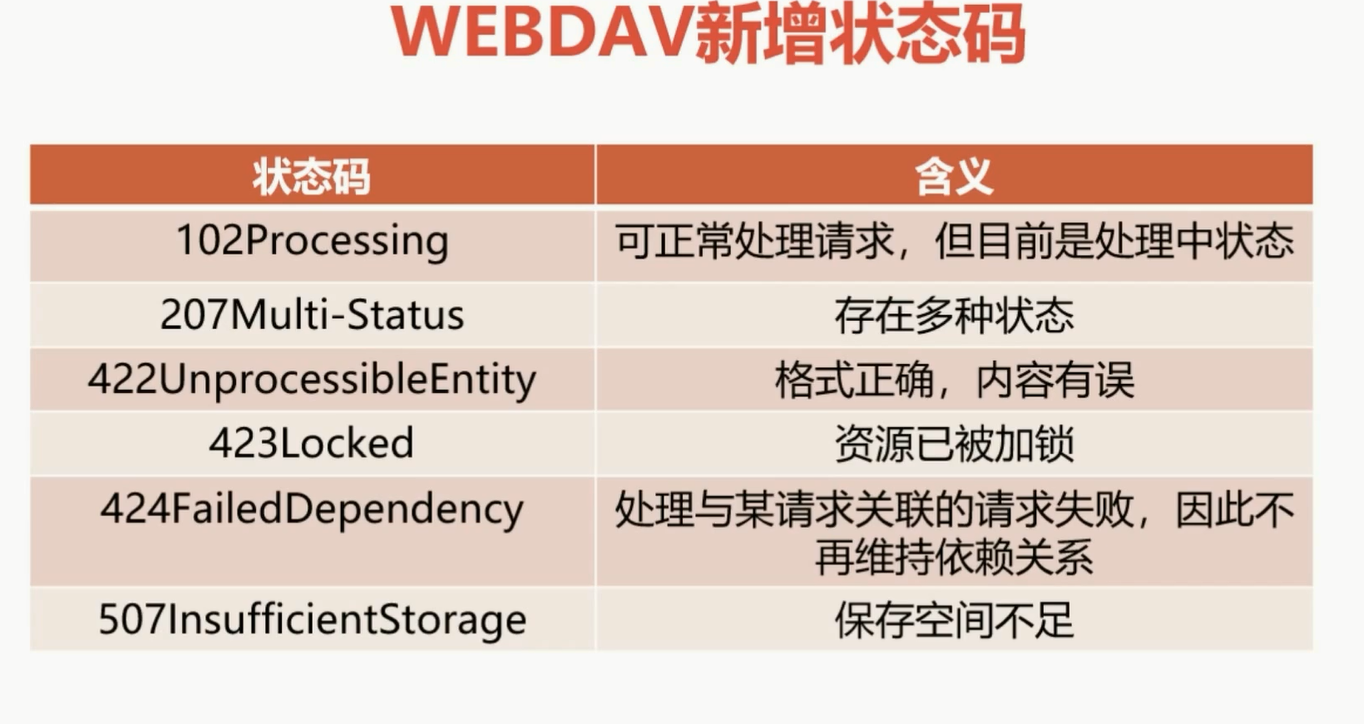 WEBDAV新增状态码
状态码 含义
102Processing 可正常处理请求，但目前是处理中状态
207Multi-Status 存在多种状态
422UnprocessibleEntity 格式正确，内容有误
423Locked 资源已被加锁
424FailedDependency 处理与某请求关联的请求失败，因此不
再维持依赖关系
507InsufficientStorage 保存空间不足